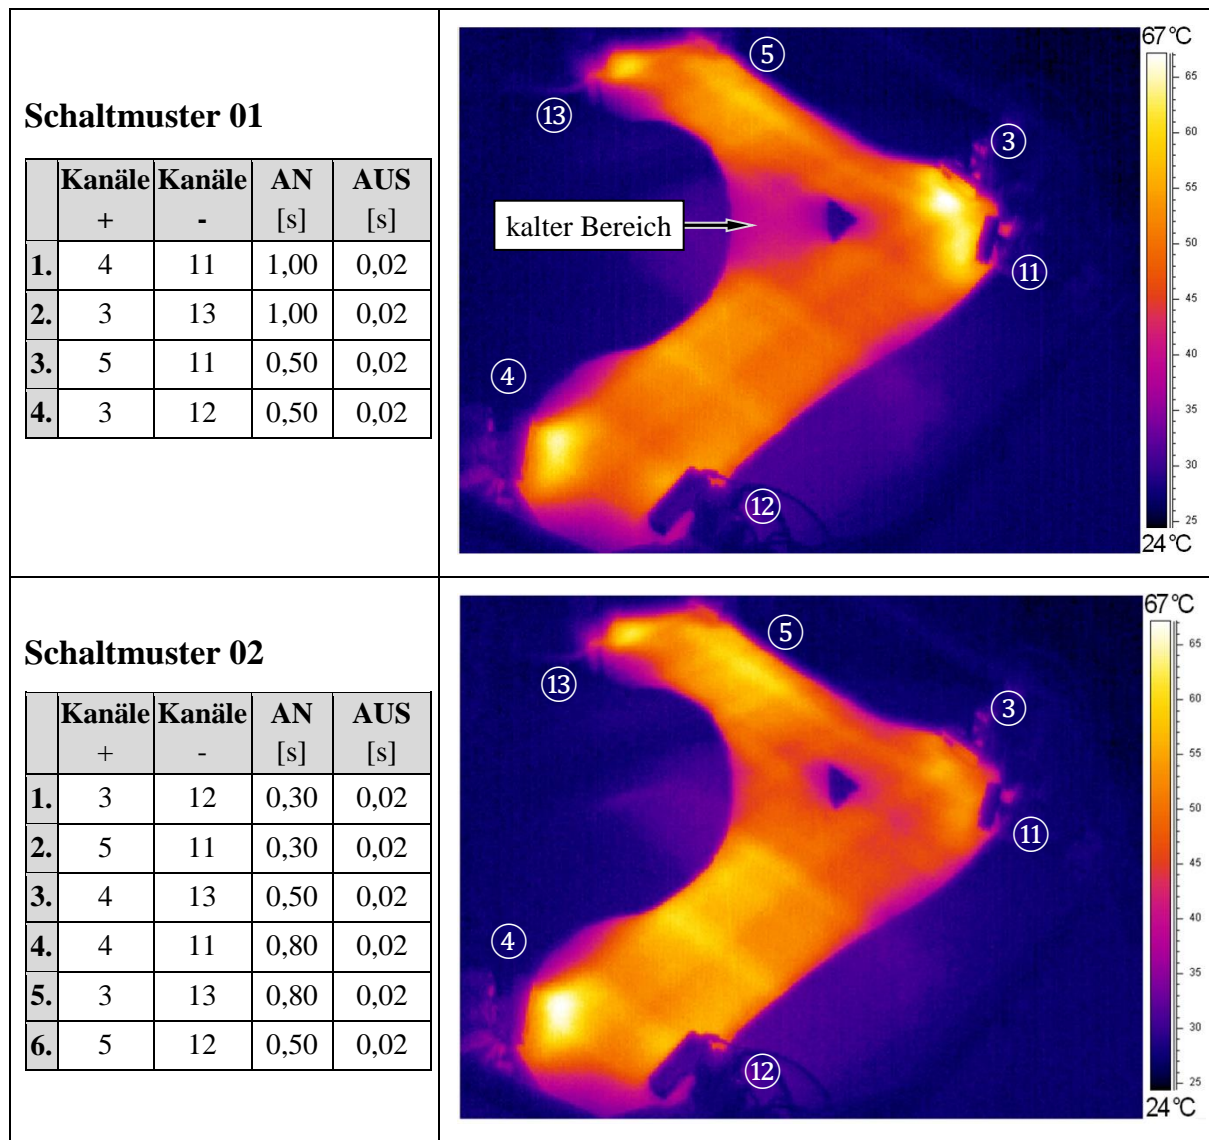 Schaltmuster 01
Kanäle Kanäle AN AUS
+ - [s] [s]
1. 4 11 1,00 0,02
2. 3 13 1,00 0,02
3. 5 11 0,50 0,02
4. 3 12 0,50 0,02
67°C
65
60
55
50
45
40
35
30
25
24°C
⑤
⑬
③
kalter Bereich
⑪
④
⑫
Schaltmuster 02
Kanäle Kanäle AN AUS
+ - [s] [s]
1. 3 12 0,30 0,02
2. 5 11 0,30 0,02
3. 4 13 0,50 0,02
4. 4 11 0,80 0,02
5. 3 13 0,80 0,02
6. 5 12 0,50 0,02
67°C
65
60
55
50
45
40
35
30
25
24°C
⑤
⑬
③
⑪
④
⑫